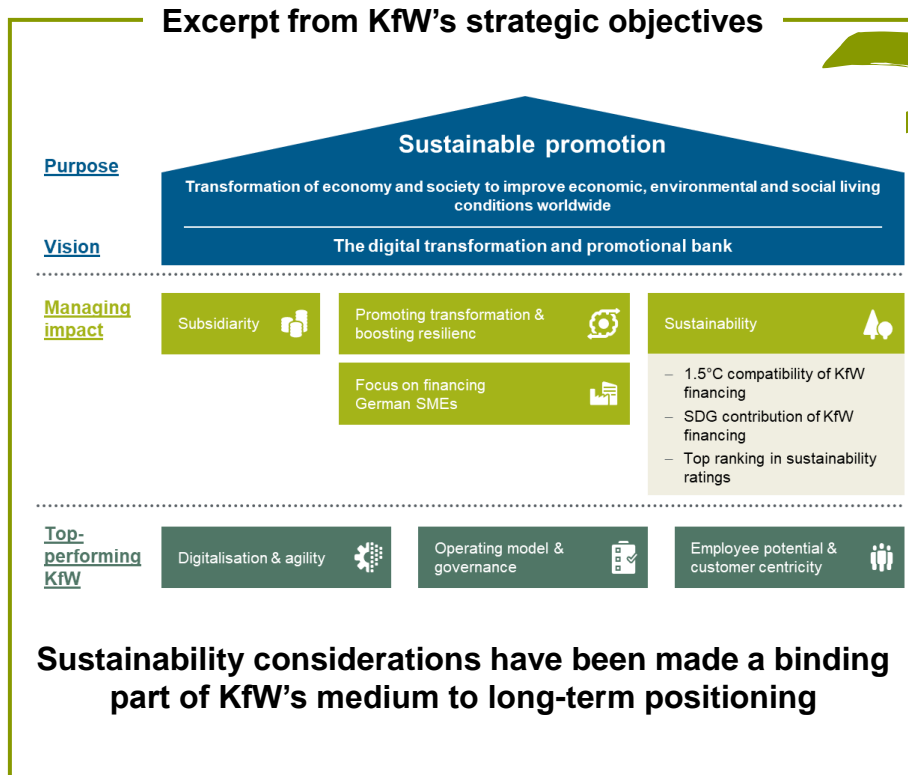 Excerpt from KfW's strategic objectives
Purpose
Sustainable promotion
Transformation of economy and society to improve economic, environmental and social living
conditions worldwide
Vision
The digital transformation and promotional bank
Managing
impact
Subsidiarity
Promoting transformation &
boosting resilienc
Focus on financing
German SMEs
Sustainability
– 1.5°C compatibility of KfW
financing
– SDG contribution of KfW
financing
– Top ranking in sustainability
ratings
Top-
performing
KfW
Digitalisation & agility
Operating model &
governance
Employee potential &
customer centricity
Sustainability considerations have been made a binding
part of KfW's medium to long-term positioning